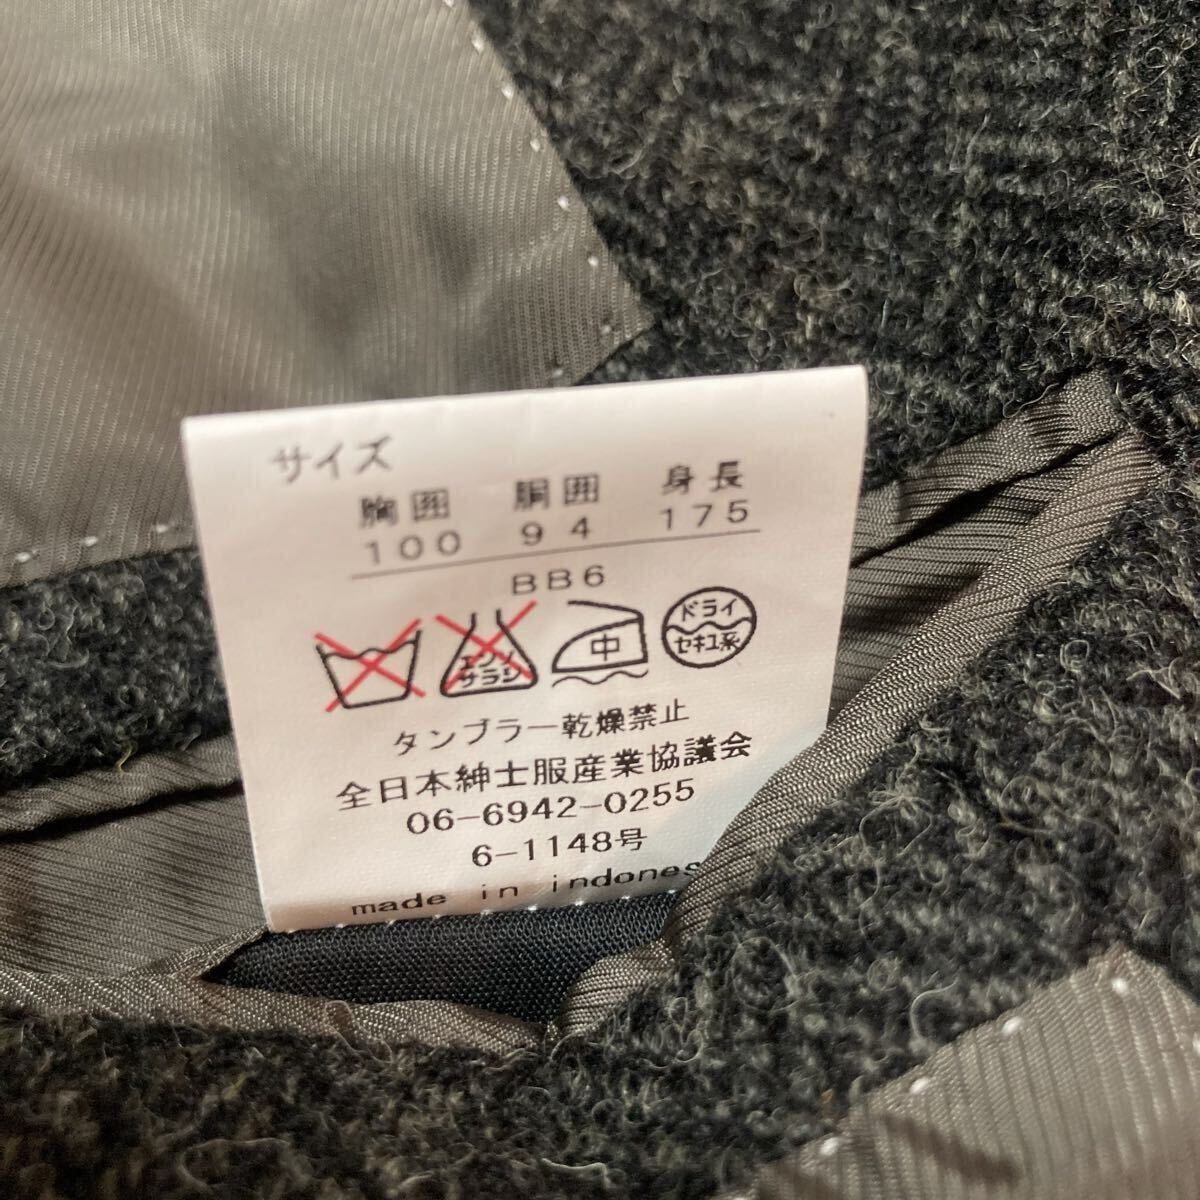 サイズ
胸囲 胴囲 身長
100 94 175
BB6
エンソ
サラシ
中
ドライ
セキユ系
タンブラー乾燥禁止
全日本紳士服産業協議会
06-6942-0255
6-1148号
made in indones